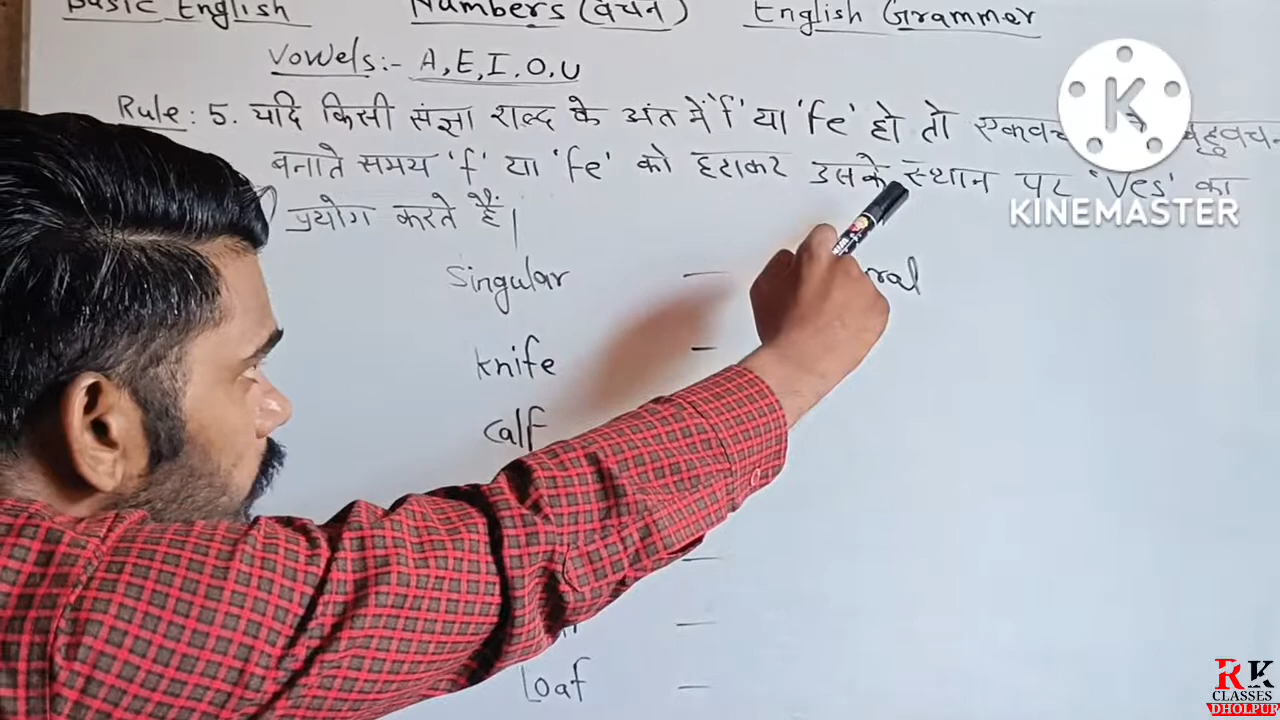 Basic English Numbers (वचन) English Grammer
Vowels:- A, E, I, O, U
Rule: 5. यदि किसी संज्ञा शब्द के अंत में 'f' या 'fe' हो तो
बनाते समय 'f' या 'fe' को हटाकर उसके स्थान पर 'ves' का
प्रयोग करते हैं।
Singular —
knife —
Calf
—
—
Loaf —
K
KINEMASTER
RK
CLASSES
DHOLPUR